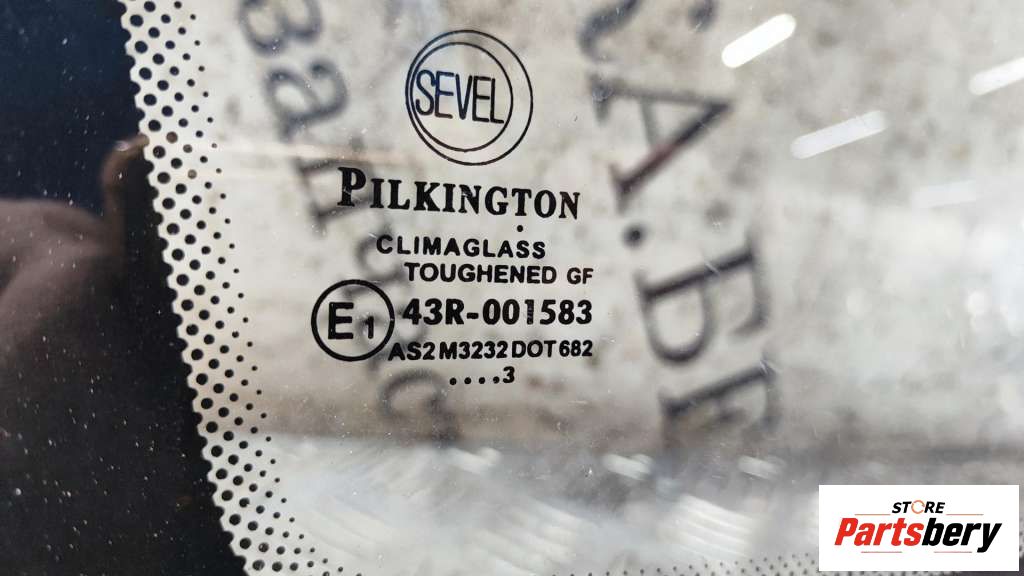 SEVEL
PILKINGTON
CLIMAGLASS
TOUGHENED GF
E1 43R-001583
AS2 M3232 DOT 682
....3
STORE
Partsbery